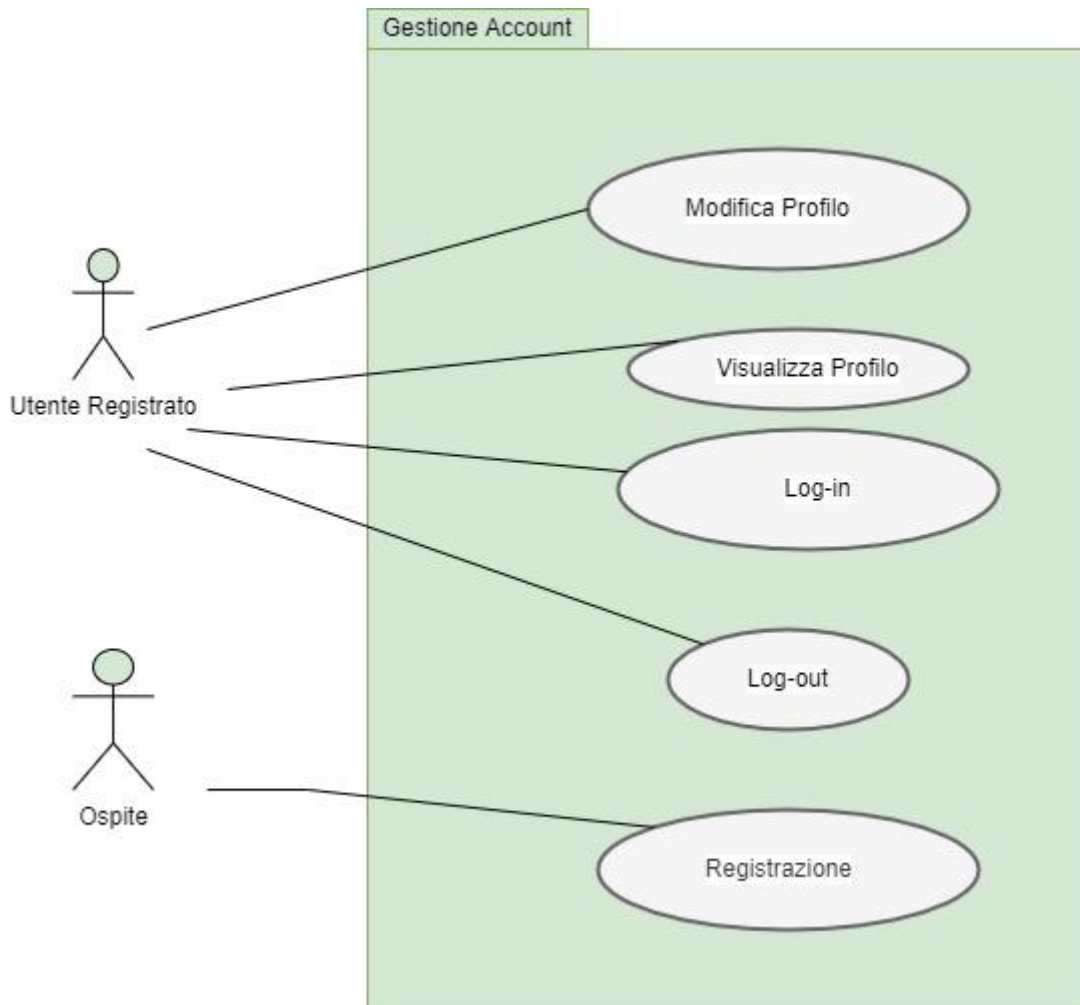 Gestione Account
Modifica Profilo
Visualizza Profilo
Utente Registrato
Log-in
Log-out
Ospite
Registrazione